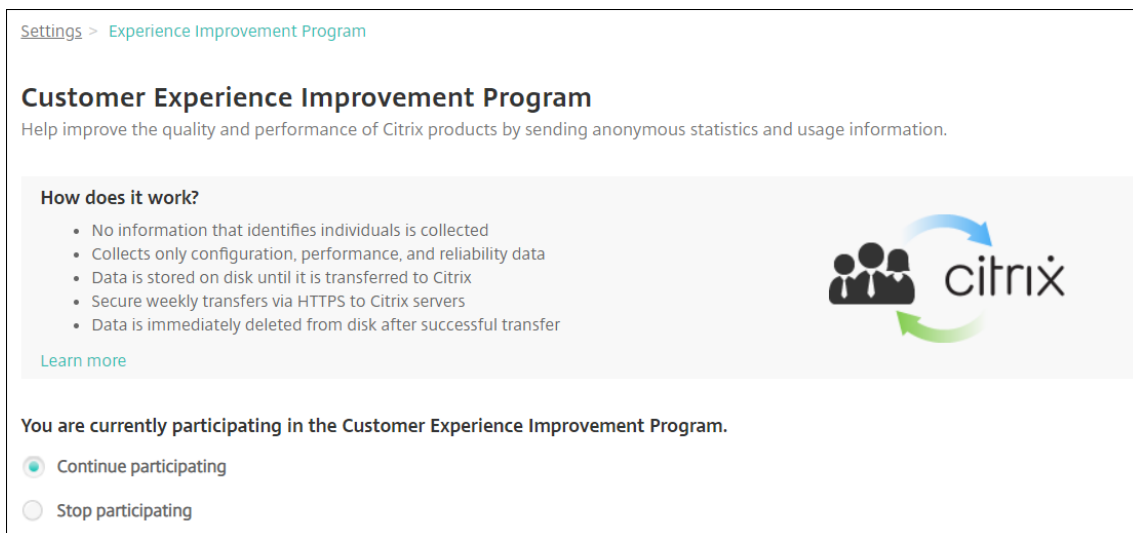 Settings > Experience Improvement Program
Customer Experience Improvement Program
Help improve the quality and performance of Citrix products by sending anonymous statistics and usage information.
How does it work?
• No information that identifies individuals is collected
• Collects only configuration, performance, and reliability data
• Data is stored on disk until it is transferred to Citrix
• Secure weekly transfers via HTTPS to Citrix servers
• Data is immediately deleted from disk after successful transfer
citrix
Learn more
You are currently participating in the Customer Experience Improvement Program.
Continue participating
Stop participating